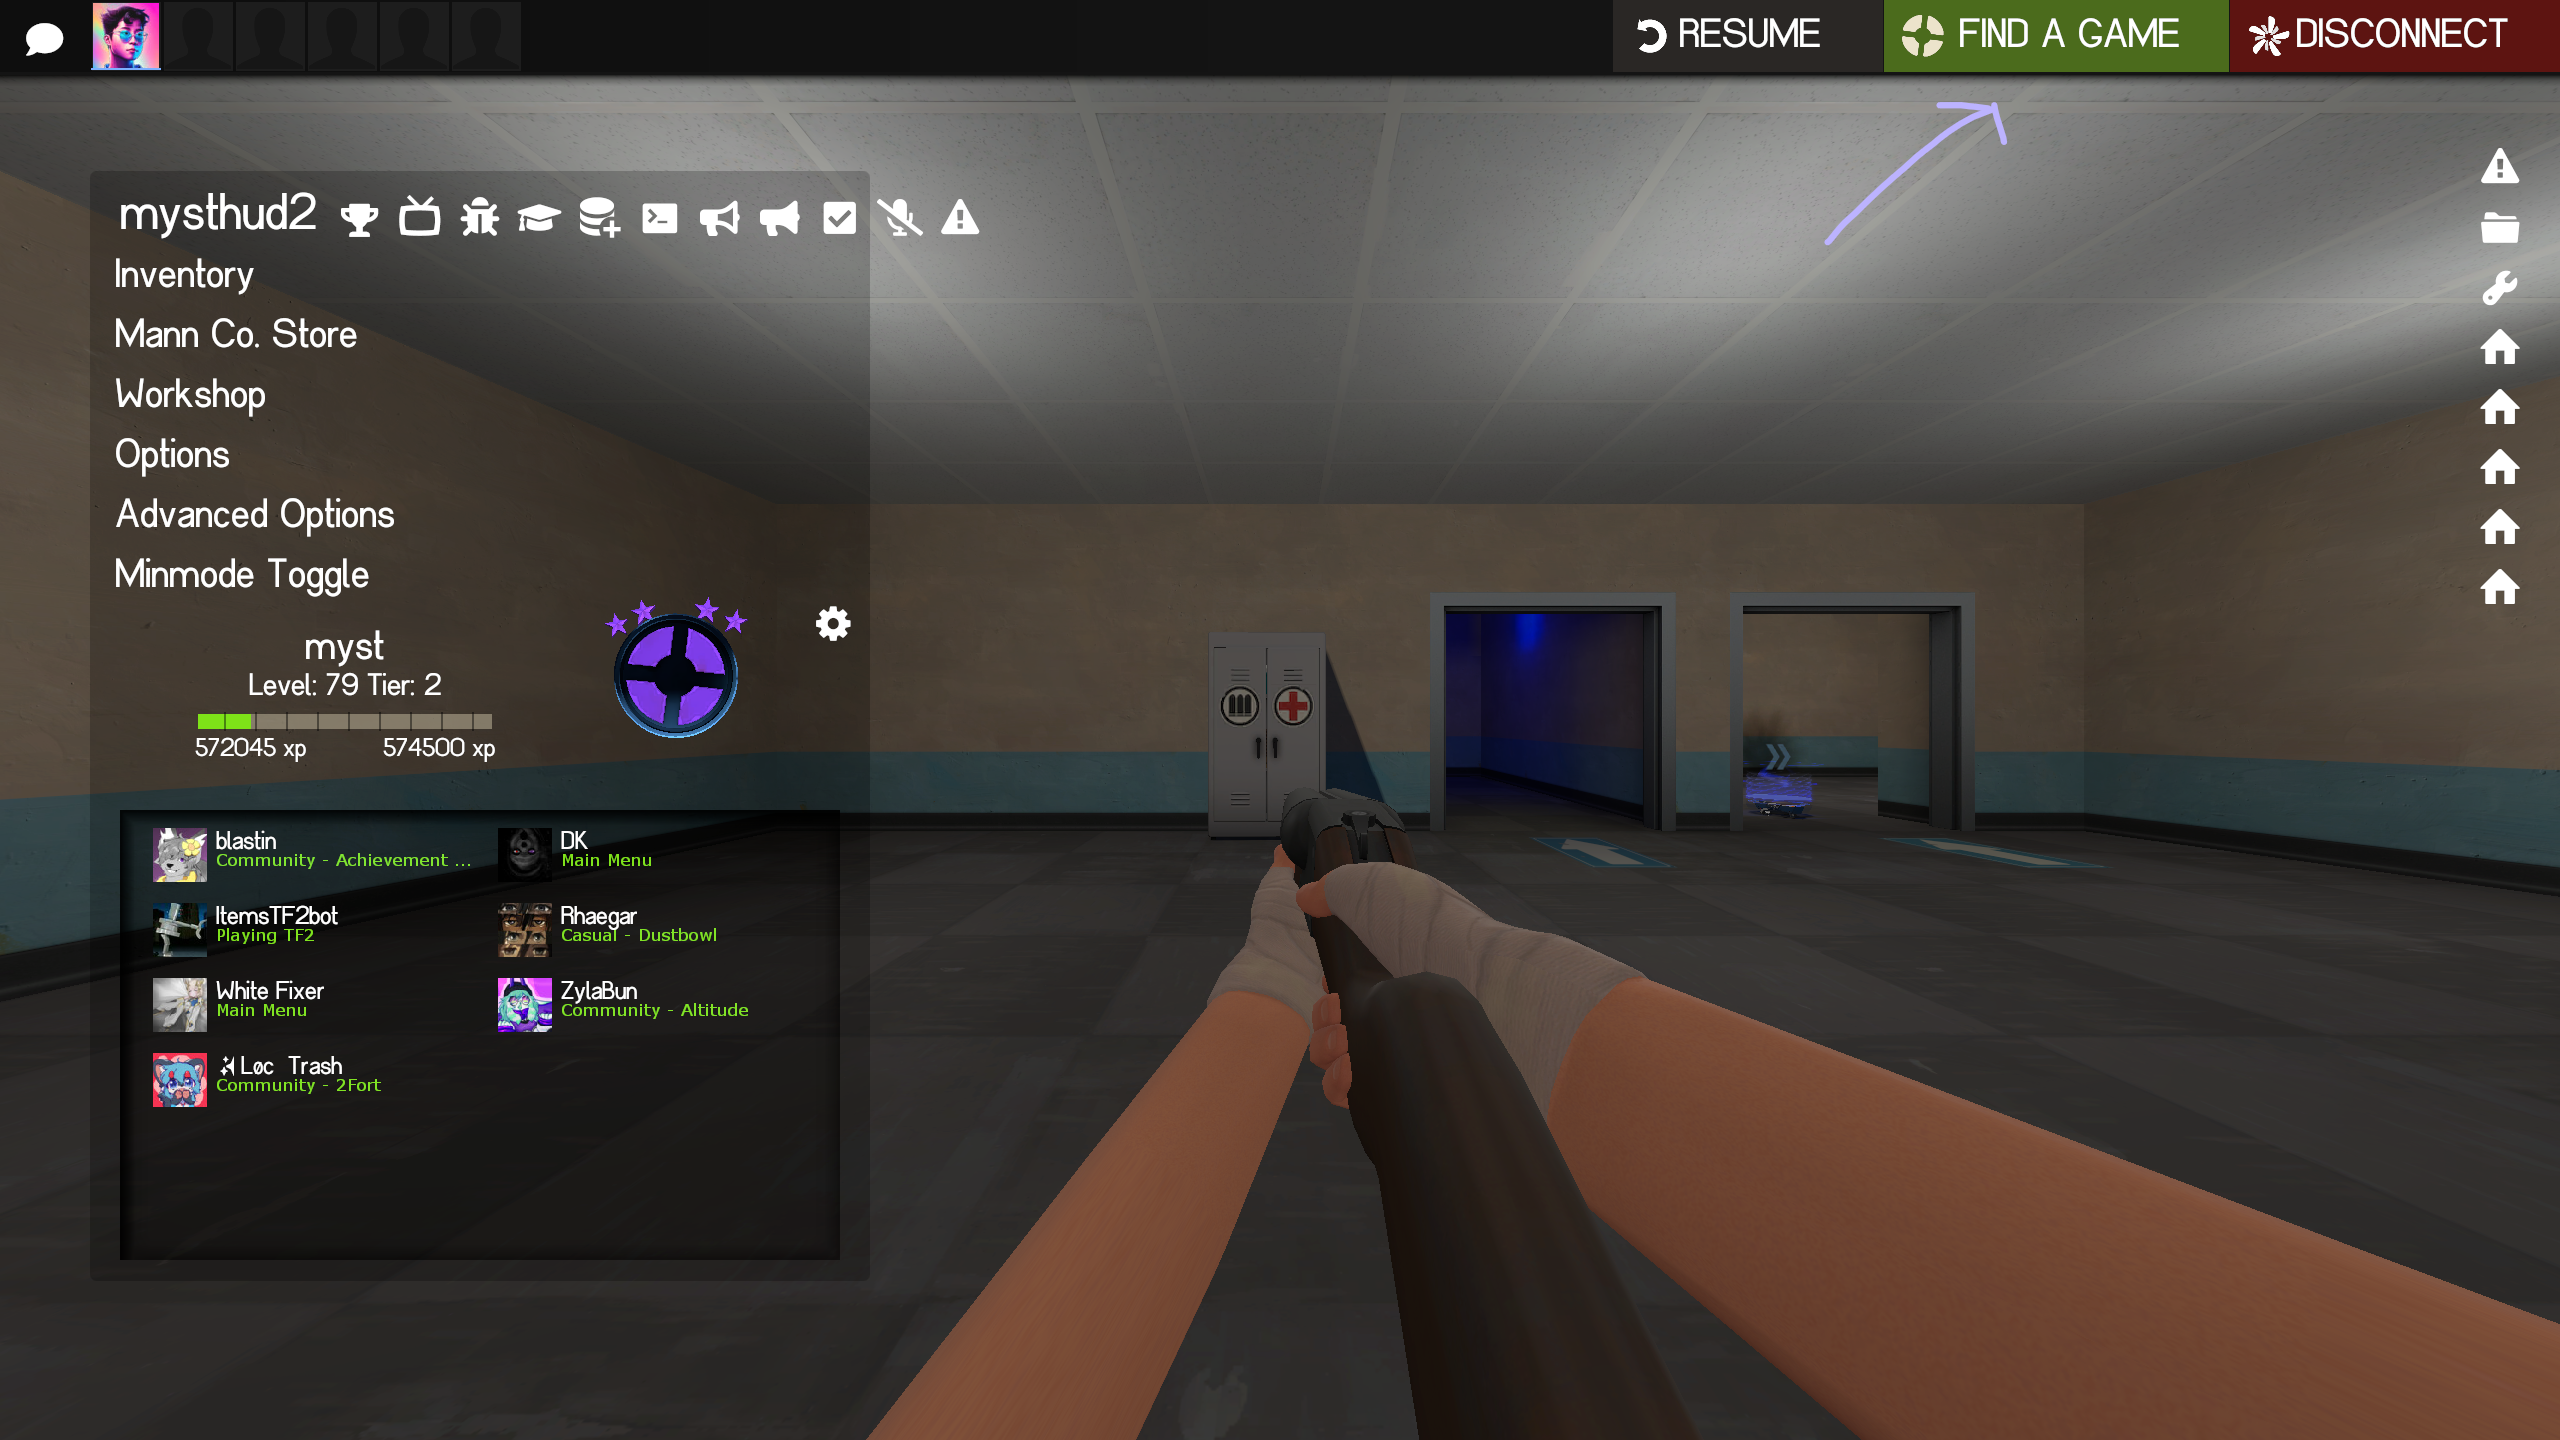 RESUME
FIND A GAME
DISCONNECT
mysthud2
Inventory
Mann Co. Store
Workshop
Options
Advanced Options
Minmode Toggle
myst
Level: 79 Tier: 2
572045 xp
574500 xp
blastin
Community - Achievement ...
DK
Main Menu
ItemsTF2bot
Playing TF2
Rhaegar
Casual - Dustbowl
White Fixer
Main Menu
ZylaBun
Community - Altitude
Løc Trash
Community - 2Fort